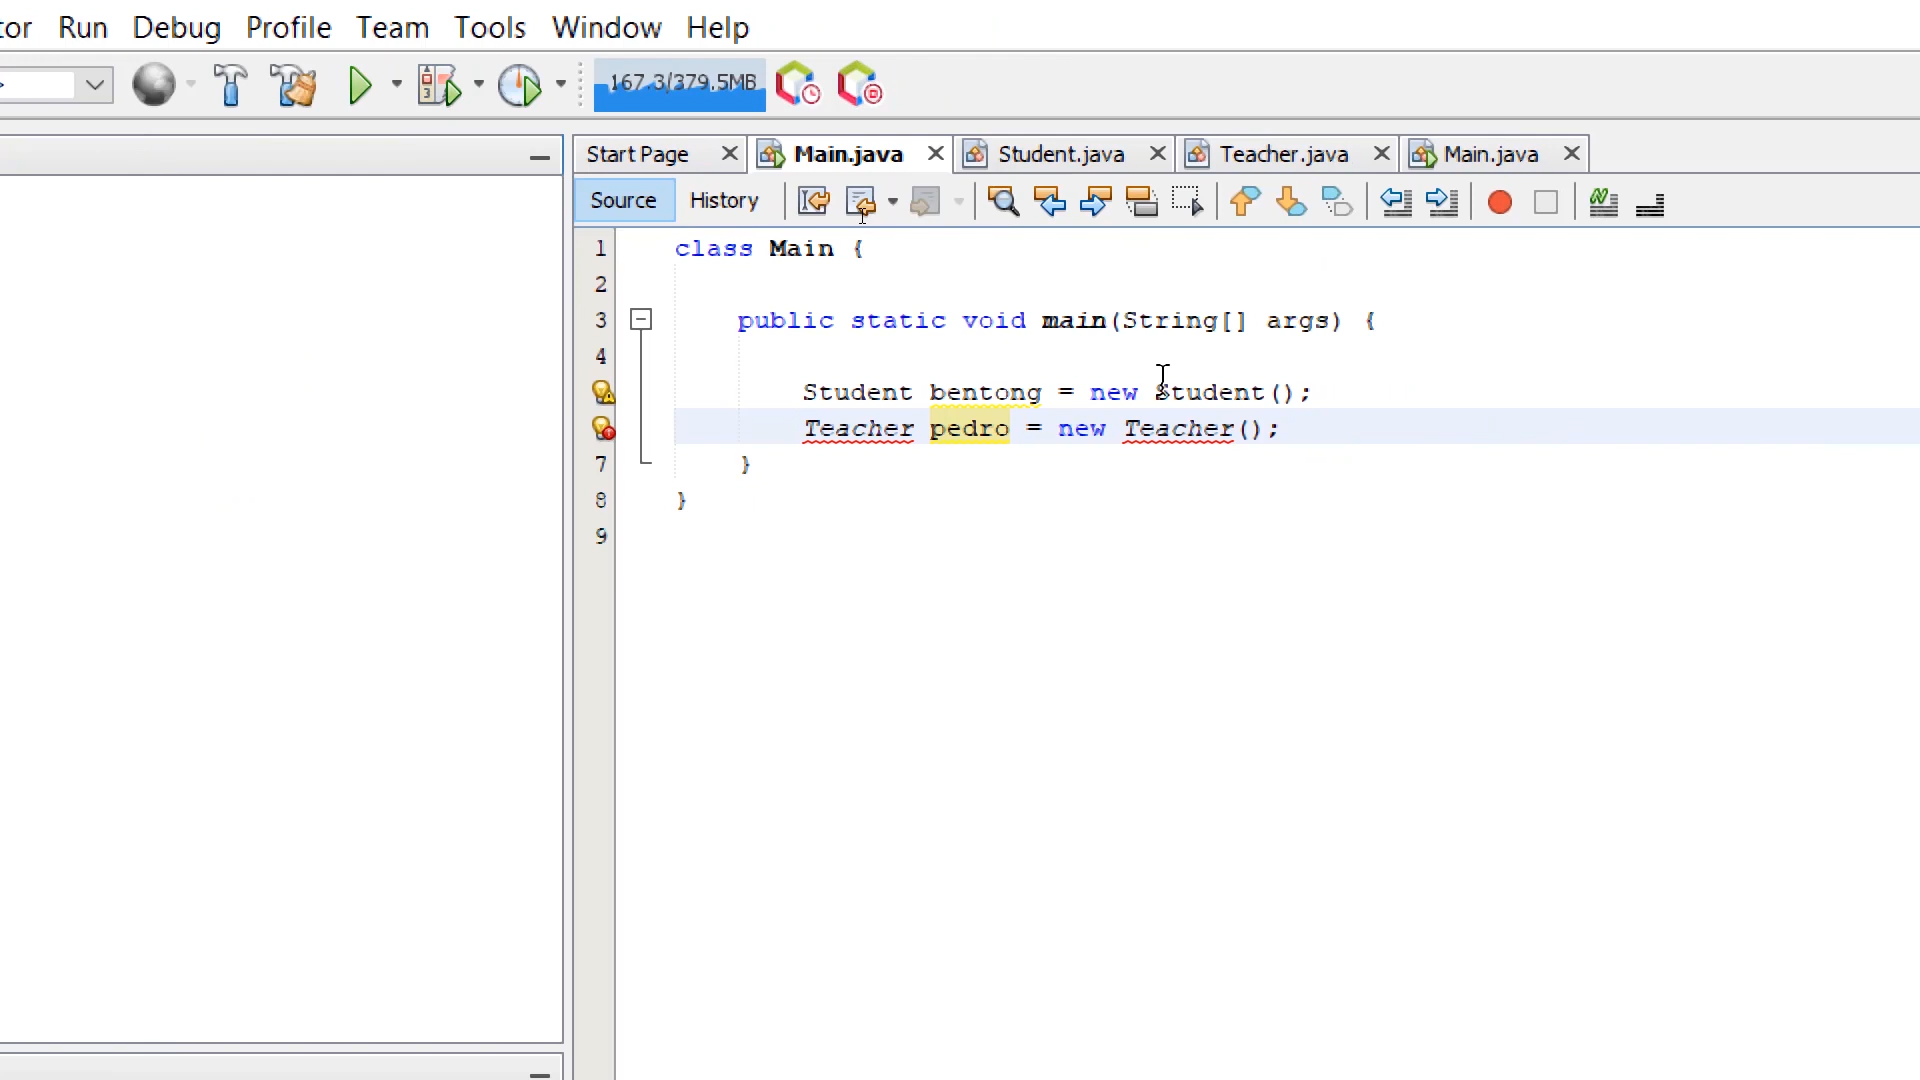 tor Run Debug Profile Team Tools Window Help
167.3/379.5MB
Start Page Main.java Student.java Teacher.java Main.java
Source History
1 class Main {
2
3 public static void main(String[] args) {
4
Student bentong = new Student();
Teacher pedro = new Teacher();
7 }
8 }
9